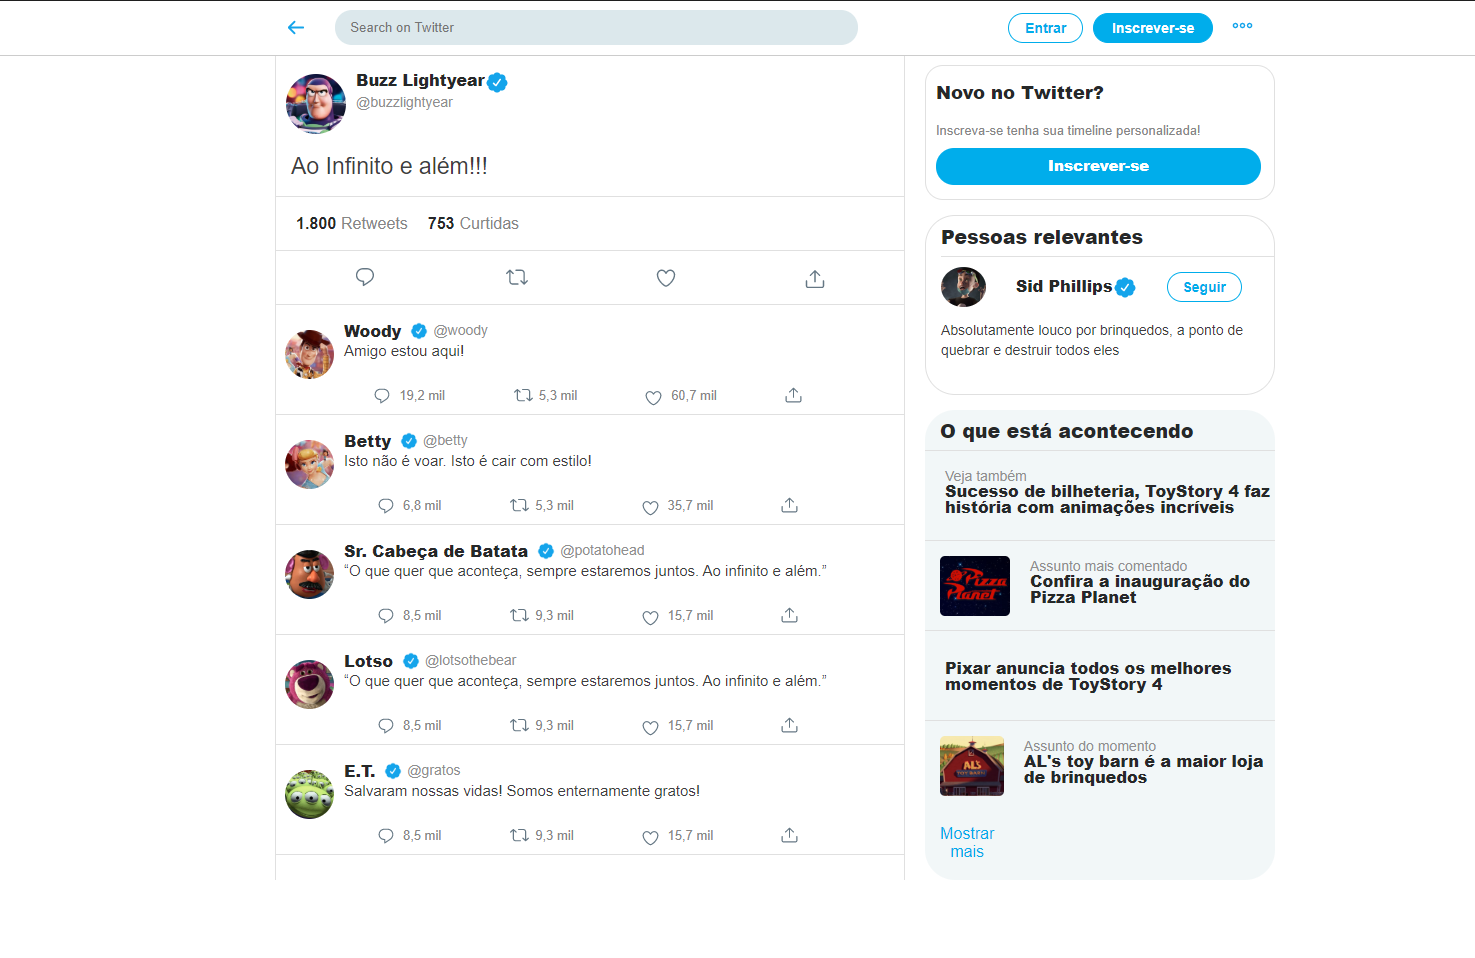 Search on Twitter
Entrar
Inscrever-se
Buzz Lightyear
@buzzlightyear
Ao Infinito e além!!!
1.800 Retweets 753 Curtidas
Woody @woody
Amigo estou aqui!
19,2 mil 5,3 mil 60,7 mil
Betty @betty
Isto não é voar. Isto é cair com estilo!
6,8 mil 5,3 mil 35,7 mil
Sr. Cabeça de Batata @potatohead
“O que quer que aconteça, sempre estaremos juntos. Ao infinito e além.”
8,5 mil 9,3 mil 15,7 mil
Lotso @lotsothebear
“O que quer que aconteça, sempre estaremos juntos. Ao infinito e além.”
8,5 mil 9,3 mil 15,7 mil
E.T. @gratos
Salvaram nossas vidas! Somos enternamente gratos!
8,5 mil 9,3 mil 15,7 mil
Novo no Twitter?
Inscreva-se tenha sua timeline personalizada!
Inscrever-se
Pessoas relevantes
Sid Phillips
Seguir
Absolutamente louco por brinquedos, a ponto de
quebrar e destruir todos eles
O que está acontecendo
Veja também
Sucesso de bilheteria, ToyStory 4 faz
história com animações incríveis
Pizza
Planet
Assunto mais comentado
Confira a inauguração do
Pizza Planet
Pixar anuncia todos os melhores
momentos de ToyStory 4
AL'S
TOY BARN
Assunto do momento
AL's toy barn é a maior loja
de brinquedos
Mostrar
mais